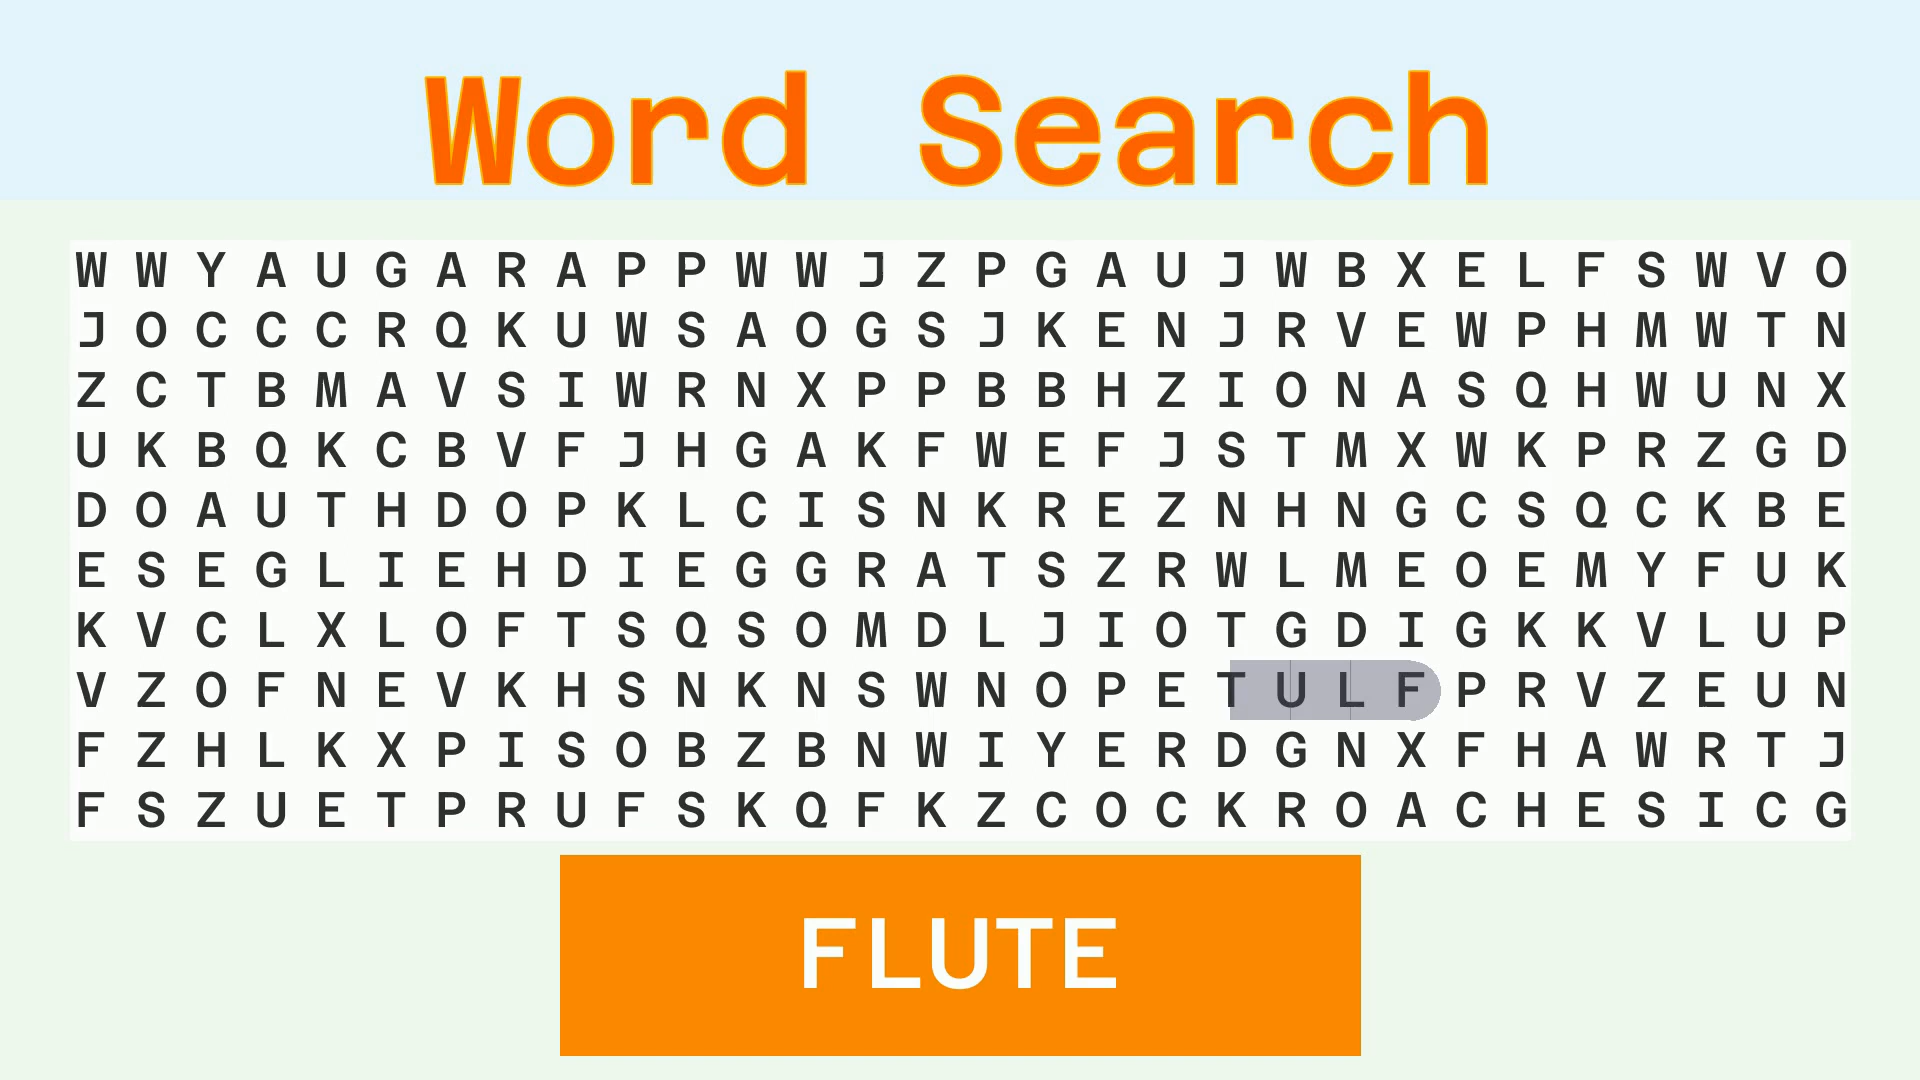 Word Search
W W Y A U G A R A P P W W J Z P G A U J W B X E L F S W V O
J O C C C R Q K U W S A O G S J K E N J R V E W P H M W T N
Z C T B M A V S I W R N X P P B B H Z I O N A S Q H W U N X
U K B Q K C B V F J H G A K F W E F J S T M X W K P R Z G D
D O A U T H D O P K L C I S N K R E Z N H N G C S Q C K B E
E S E G L I E H D I E G G R A T S Z R W L M E O E M Y F U K
K V C L X L O F T S Q S O M D L J I O T G D I G K K V L U P
V Z O F N E V K H S N K N S W N O P E T U L F P R V Z E U N
F Z H L K X P I S O B Z B N W I Y E R D G N X F H A W R T J
F S Z U E T P R U F S K Q F K Z C O C K R O A C H E S I C G
FLUTE